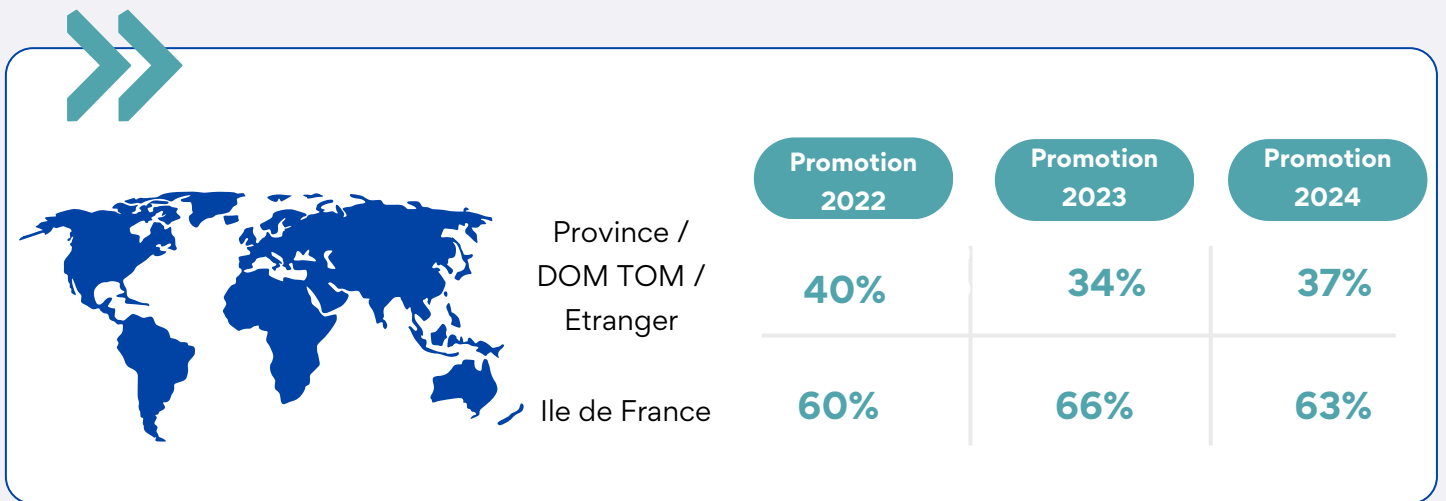 Promotion
2022
Promotion
2023
Promotion
2024
Province /
DOM TOM /
Etranger
40%
34%
37%
Ile de France
60%
66%
63%